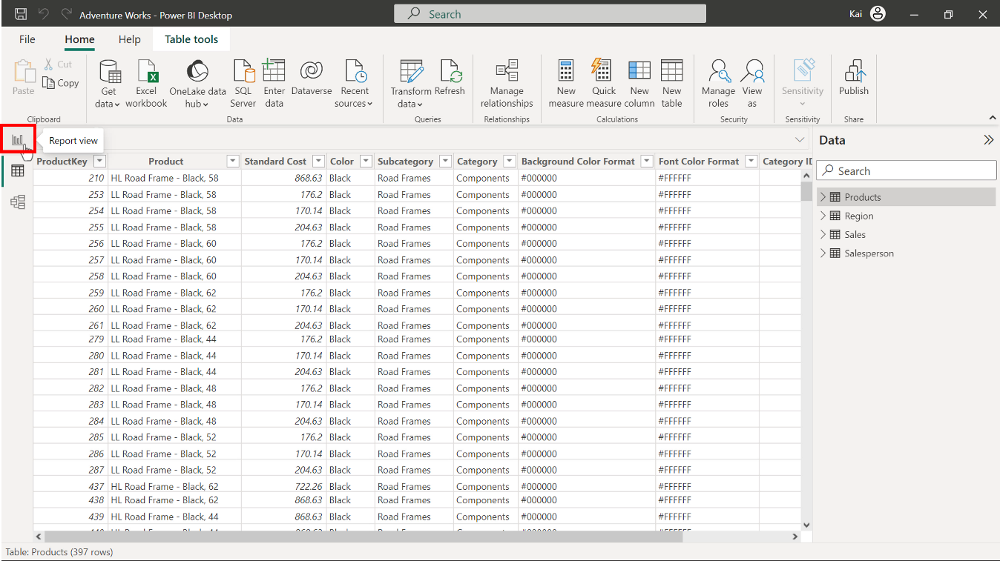 Adventure Works - Power BI Desktop
Search
Kai
File Home Help Table tools
Paste
Cut
Copy
Get data
Excel workbook
OneLake data hub
SQL Server
Enter data
Dataverse
Recent sources
Transform data
Refresh
Manage relationships
New measure
Quick measure
New column
New table
Manage roles
View as
Sensitivity
Publish
Clipboard Data Queries Relationships Calculations Security Sensitivity Share
Report view
ProductKey Product Standard Cost Color Subcategory Category Background Color Format Font Color Format Category ID
210 HL Road Frame - Black, 58 868.63 Black Road Frames Components #000000 #FFFFFF
253 LL Road Frame - Black, 58 176.2 Black Road Frames Components #000000 #FFFFFF
254 LL Road Frame - Black, 58 170.14 Black Road Frames Components #000000 #FFFFFF
255 LL Road Frame - Black, 58 204.63 Black Road Frames Components #000000 #FFFFFF
256 LL Road Frame - Black, 60 176.2 Black Road Frames Components #000000 #FFFFFF
257 LL Road Frame - Black, 60 170.14 Black Road Frames Components #000000 #FFFFFF
258 LL Road Frame - Black, 60 204.63 Black Road Frames Components #000000 #FFFFFF
259 LL Road Frame - Black, 62 176.2 Black Road Frames Components #000000 #FFFFFF
260 LL Road Frame - Black, 62 170.14 Black Road Frames Components #000000 #FFFFFF
261 LL Road Frame - Black, 62 204.63 Black Road Frames Components #000000 #FFFFFF
279 LL Road Frame - Black, 44 176.2 Black Road Frames Components #000000 #FFFFFF
280 LL Road Frame - Black, 44 170.14 Black Road Frames Components #000000 #FFFFFF
281 LL Road Frame - Black, 44 204.63 Black Road Frames Components #000000 #FFFFFF
282 LL Road Frame - Black, 48 176.2 Black Road Frames Components #000000 #FFFFFF
283 LL Road Frame - Black, 48 170.14 Black Road Frames Components #000000 #FFFFFF
284 LL Road Frame - Black, 48 204.63 Black Road Frames Components #000000 #FFFFFF
285 LL Road Frame - Black, 52 176.2 Black Road Frames Components #000000 #FFFFFF
286 LL Road Frame - Black, 52 170.14 Black Road Frames Components #000000 #FFFFFF
287 LL Road Frame - Black, 52 204.63 Black Road Frames Components #000000 #FFFFFF
437 HL Road Frame - Black, 62 722.26 Black Road Frames Components #000000 #FFFFFF
438 HL Road Frame - Black, 62 868.63 Black Road Frames Components #000000 #FFFFFF
439 HL Road Frame - Black, 44 868.63 Black Road Frames Components #000000 #FFFFFF
Data
Search
Products
Region
Sales
Salesperson
Table: Products (397 rows)